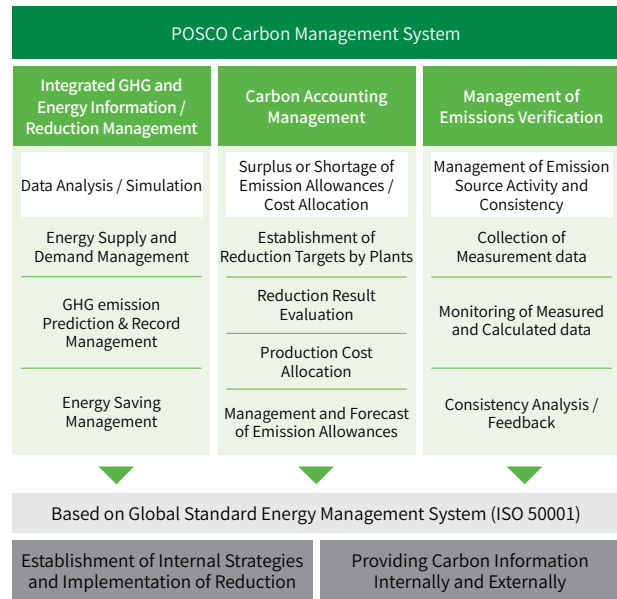 POSCO Carbon Management System
Integrated GHG and
Energy Information /
Reduction Management
Data Analysis / Simulation
Energy Supply and
Demand Management
GHG emission
Prediction & Record
Management
Energy Saving
Management
Carbon Accounting
Management
Surplus or Shortage of
Emission Allowances /
Cost Allocation
Establishment of
Reduction Targets by Plants
Reduction Result
Evaluation
Production Cost
Allocation
Management and Forecast
of Emission Allowances
Management of
Emissions Verification
Management of Emission
Source Activity and
Consistency
Collection of
Measurement data
Monitoring of Measured
and Calculated data
Consistency Analysis /
Feedback
Based on Global Standard Energy Management System (ISO 50001)
Establishment of Internal Strategies
and Implementation of Reduction
Providing Carbon Information
Internally and Externally